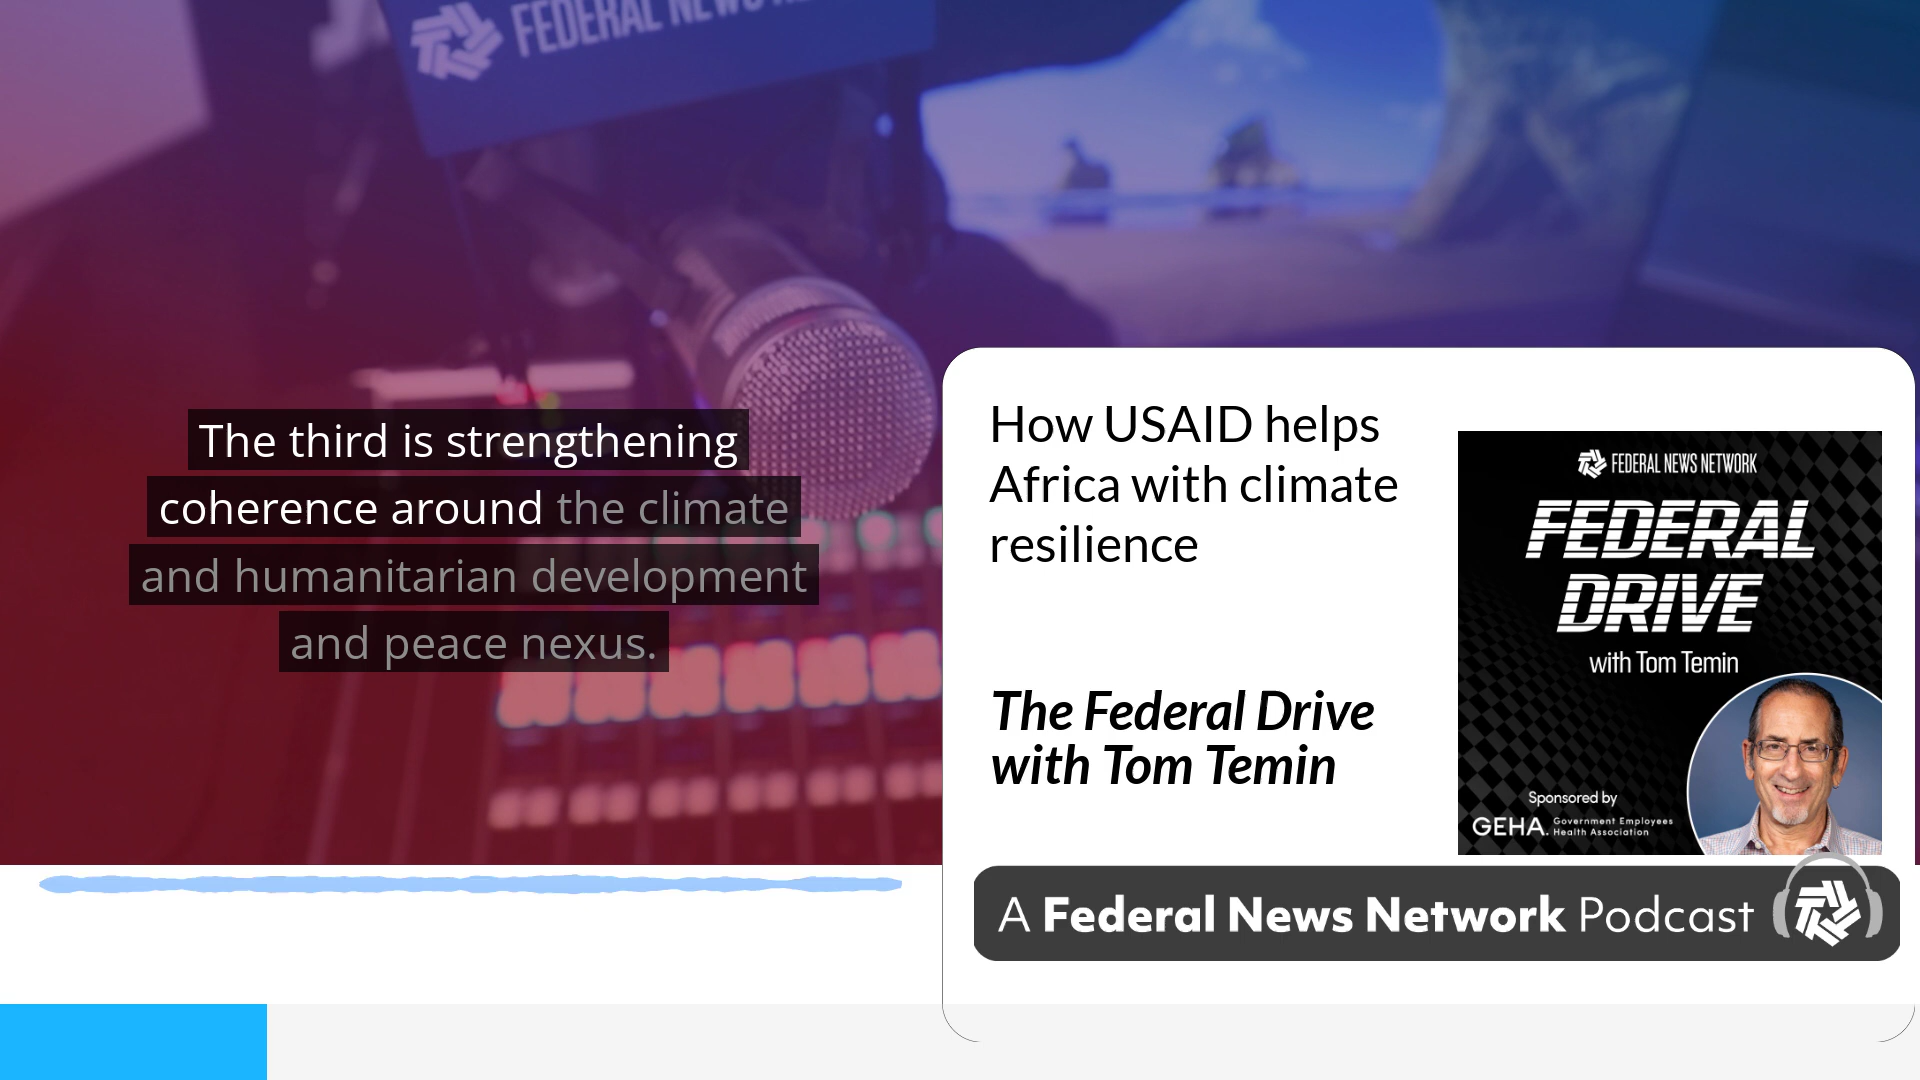 FEDERAL NEWS
The third is strengthening
coherence around the climate
and humanitarian development
and peace nexus.
How USAID helps
Africa with climate
resilience
The Federal Drive
with Tom Temin
FEDERAL NEWS NETWORK
FEDERAL
DRIVE
with Tom Temin
Sponsored by
GEHA. Government Employees
Health Association
A Federal News Network Podcast